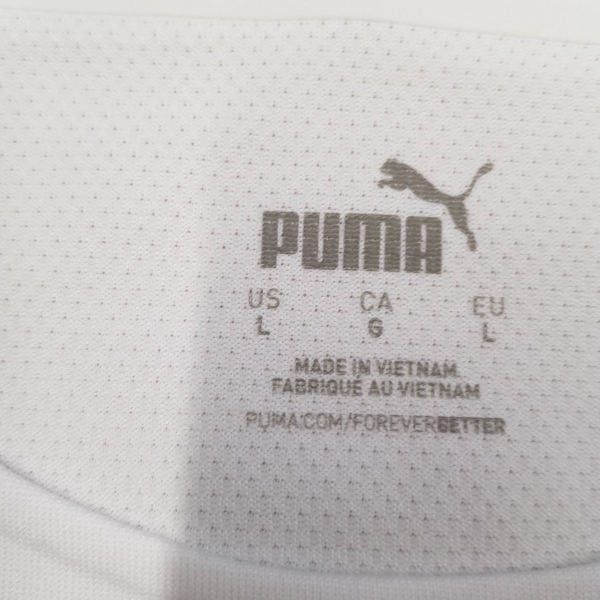 PUMA
US CA EU
L G L
MADE IN VIETNAM
FABRIQUÉ AU VIETNAM
PUMA.COM/FOREVERBETTER